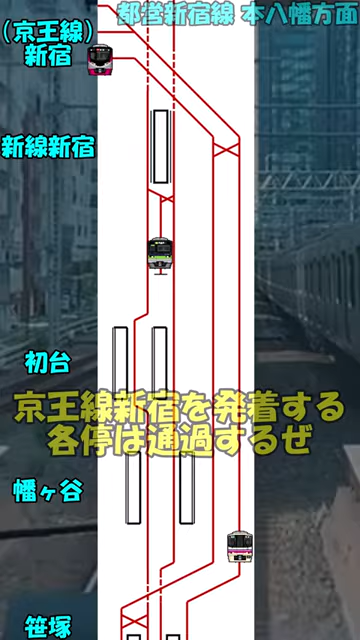 都営新宿線 本八幡方面
（京王線）
新宿
新線新宿
初台
京王線新宿を発着する
各停は通過するぜ
幡ヶ谷
笹塚